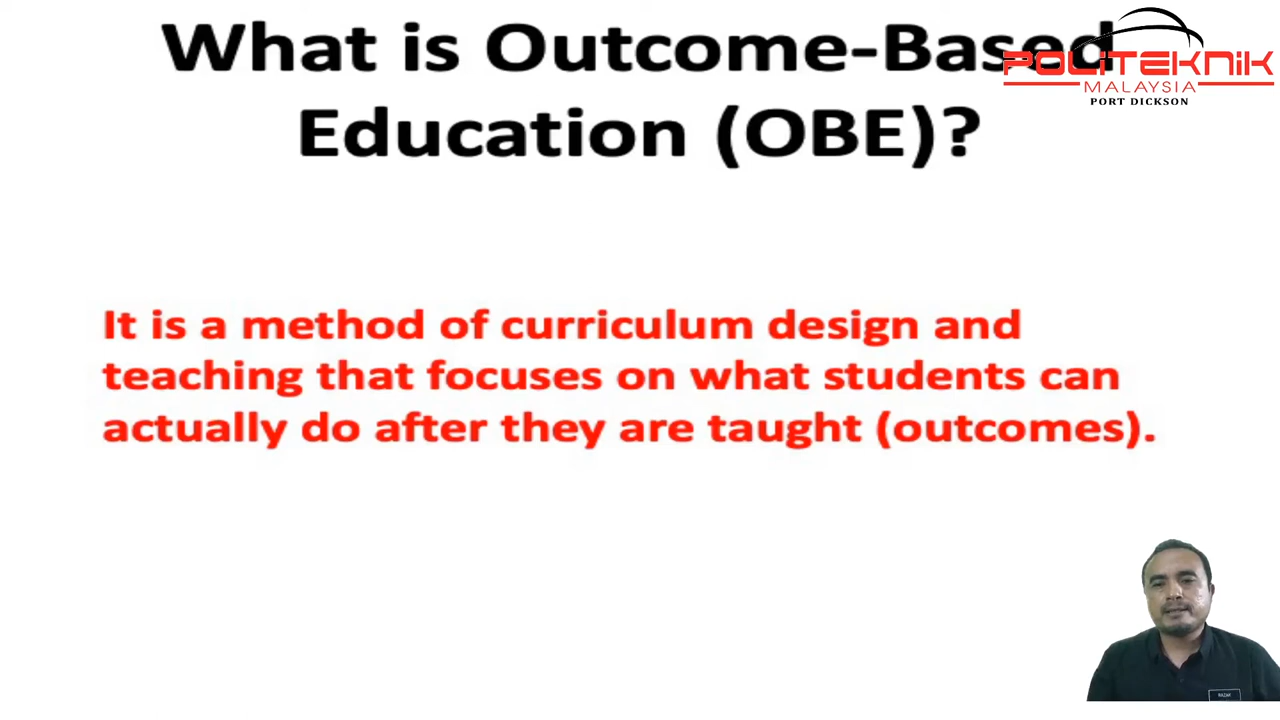 What is Outcome-Based
Education (OBE)?
POLITEKNIK
MALAYSIA
PORT DICKSON
It is a method of curriculum design and
teaching that focuses on what students can
actually do after they are taught (outcomes).